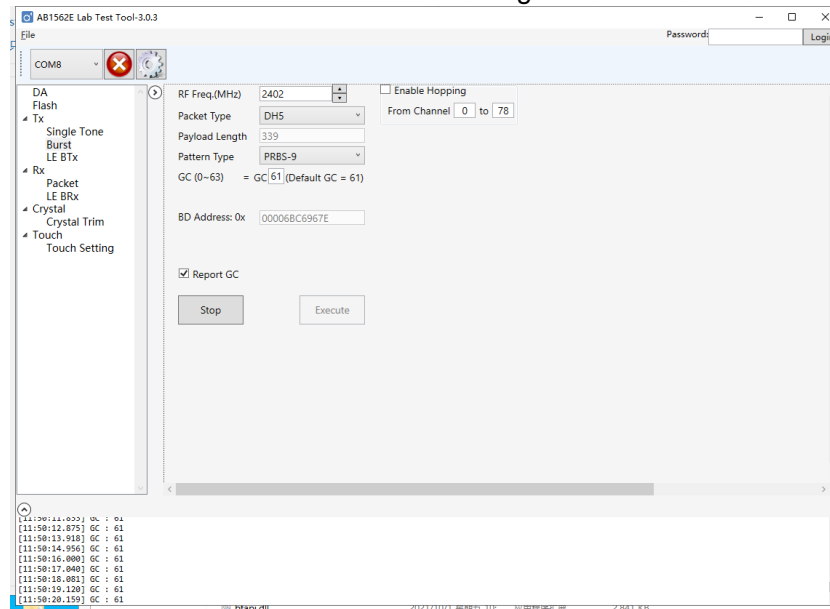 AB1562E Lab Test Tool-3.0.3
File
Password:
Login
COM8
DA
Flash
Tx
Single Tone
Burst
LE BTx
Rx
Packet
LE BRx
Crystal
Crystal Trim
Touch
Touch Setting
RF Freq.(MHz) 2402
Packet Type DH5
Payload Length 339
Pattern Type PRBS-9
GC (0~63) = GC 61 (Default GC = 61)
BD Address: 0x 00006BC6967E
Report GC
Stop Execute
Enable Hopping
From Channel 0 to 78
[11:50:11.833] GC : 61
[11:50:12.875] GC : 61
[11:50:13.918] GC : 61
[11:50:14.956] GC : 61
[11:50:16.000] GC : 61
[11:50:17.040] GC : 61
[11:50:18.081] GC : 61
[11:50:19.120] GC : 61
[11:50:20.159] GC : 61